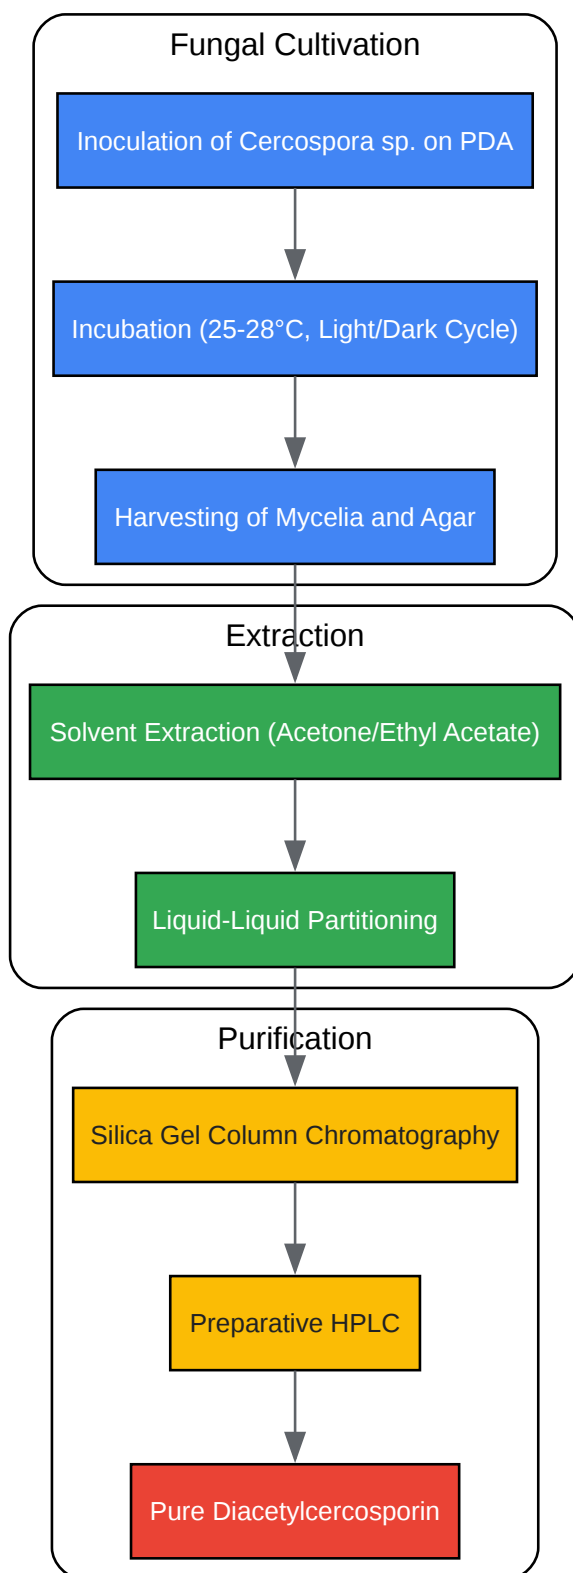 Fungal Cultivation
Inoculation of Cercospora sp. on PDA
Incubation (25-28°C, Light/Dark Cycle)
Harvesting of Mycelia and Agar
Extraction
Solvent Extraction (Acetone/Ethyl Acetate)
Liquid-Liquid Partitioning
Purification
Silica Gel Column Chromatography
Preparative HPLC
Pure Diacetylcercosporin